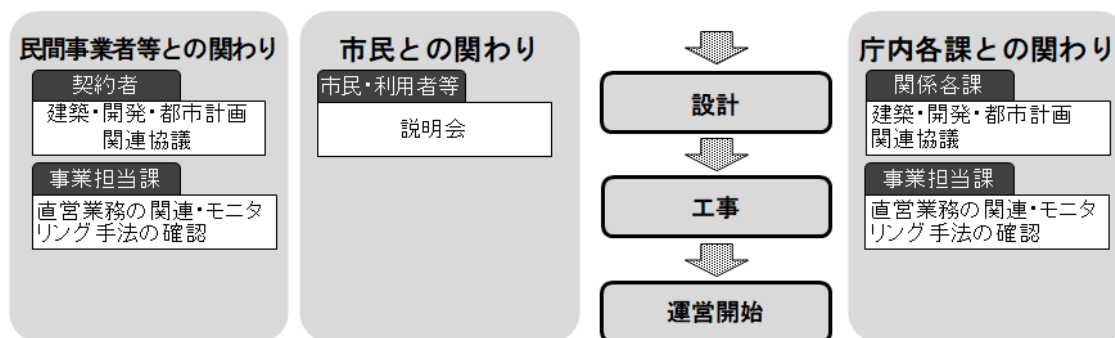 民間事業者等との関わり
契約者
建築・開発・都市計画
関連協議
事業担当課
直営業務の関連・モニタ
リング手法の確認
市民との関わり
市民・利用者等
説明会
設計
工事
運営開始
庁内各課との関わり
関係各課
建築・開発・都市計画
関連協議
事業担当課
直営業務の関連・モニタ
リング手法の確認